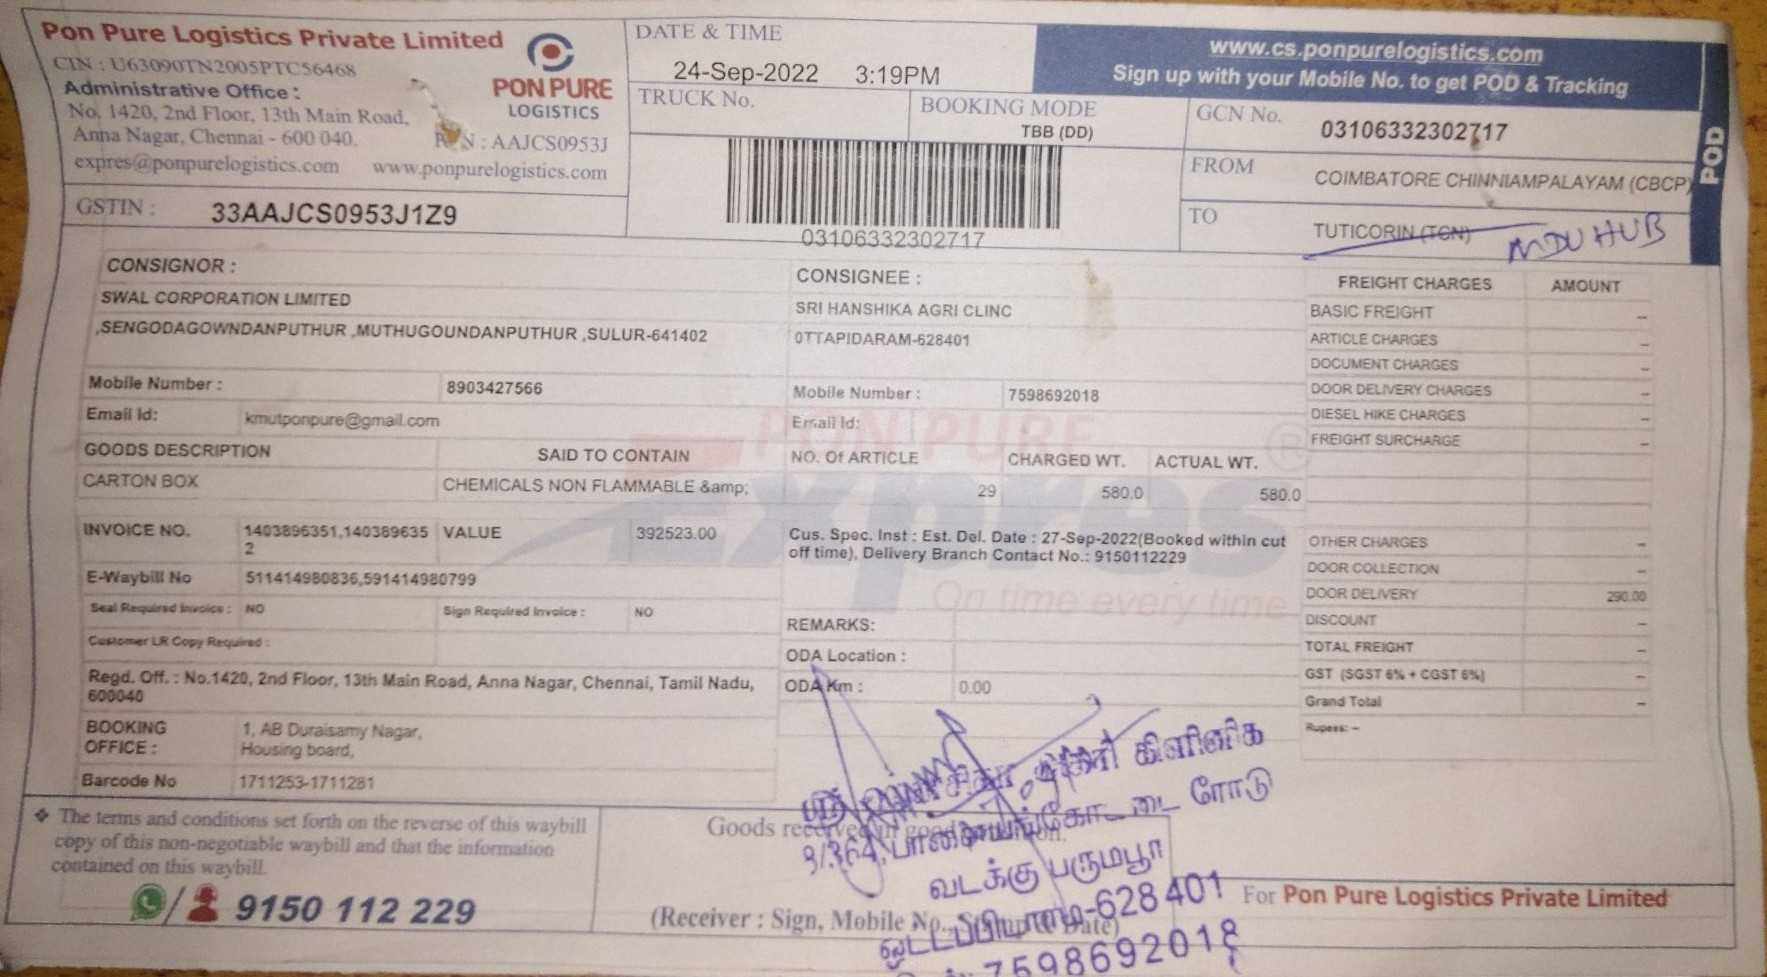 Pon Pure Logistics Private Limited
CIN : U63090TN2005PTC56468
Administrative Office :
No, 1420, 2nd Floor, 13th Main Road,
Anna Nagar, Chennai - 600 040.
: AAJCS0953J
expres@ponpurelogistics.com www.ponpurelogistics.com
PON PURE
LOGISTICS
GSTIN : 33AAJCS0953J1Z9
DATE & TIME
24-Sep-2022 3:19PM
TRUCK No.
BOOKING MODE
TBB (DD)
03106332302717
www.cs.ponpurelogistics.com
Sign up with your Mobile No. to get POD & Tracking
GCN No. 03106332302717
FROM COIMBATORE CHINNIAMPALAYAM (CBCP)
TO TUTICORIN (TCN) MDU HUB
POD
CONSIGNOR :
SWAL CORPORATION LIMITED
,SENGODAGOWNDANPUTHUR ,MUTHUGOUNDANPUTHUR ,SULUR-641402
Mobile Number : 8903427566
Email Id: kmutponpure@gmail.com
CONSIGNEE :
SRI HANSHIKA AGRI CLINC
OTTAPIDARAM-628401
Mobile Number : 7598692018
Email Id:
PON PURE
Expres
On time every time
GOODS DESCRIPTION SAID TO CONTAIN NO. Of ARTICLE CHARGED WT. ACTUAL WT.
CARTON BOX CHEMICALS NON FLAMMABLE &amp; 29 580.0 580.0
INVOICE NO. 1403896351,140389635 VALUE 392523.00
2
E-Waybill No 511414980836,591414980799
Seal Required Invoice : NO Sign Required Invoice : NO
Customer LR Copy Required :
Regd. Off. : No.1420, 2nd Floor, 13th Main Road, Anna Nagar, Chennai, Tamil Nadu,
600040
BOOKING 1, AB Duraisamy Nagar,
OFFICE : Housing board,
Barcode No 1711253-1711281
Cus. Spec. Inst : Est. Del. Date : 27-Sep-2022(Booked within cut
off time), Delivery Branch Contact No.: 9150112229
REMARKS:
ODA Location :
ODA Km : 0.00
FREIGHT CHARGES AMOUNT
BASIC FREIGHT –
ARTICLE CHARGES –
DOCUMENT CHARGES –
DOOR DELIVERY CHARGES –
DIESEL HIKE CHARGES –
FREIGHT SURCHARGE –
OTHER CHARGES –
DOOR COLLECTION –
DOOR DELIVERY 290.00
DISCOUNT –
TOTAL FREIGHT –
GST (SGST 6% + CGST 6%) –
Grand Total –
Rupees: –
❖ The terms and conditions set forth on the reverse of this waybill
copy of this non-negotiable waybill and that the information
contained on this waybill.
/ 9150 112 229
Goods received in good
(Receiver : Sign, Mobile No., Date)
கிளினிக்
பாளையங்கோட்டை ரோடு
வடக்கு பரும்பூர்
ஓட்டப்பிடாரம்-628 401
7598692018
For Pon Pure Logistics Private Limited